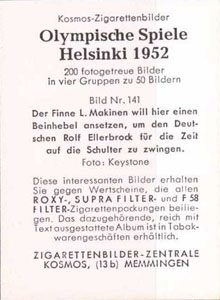 Kosmos-Zigarettenbilder
Olympische Spiele
Helsinki 1952
200 fotogetreue Bilder
in vier Gruppen zu 50 Bildern
Bild Nr. 141
Der Finne L. Makinen will hier einen
Beinhebel ansetzen, um den Deut-
schen Rolf Ellerbrock für die Zeit
auf die Schulter zu zwingen.
Foto: Keystone
Diese interessanten Bilder erhalten
Sie gegen Wertscheine, die allen
ROXY-, SUPRA FILTER- und F 58
FILTER-Zigarettenpackungen beilie-
gen. Das dazugehörende, reich mit
Text ausgestattete Album ist in Tabak-
warengeschäften erhältlich.
ZIGARETTENBILDER-ZENTRALE
KOSMOS, (13b) MEMMINGEN